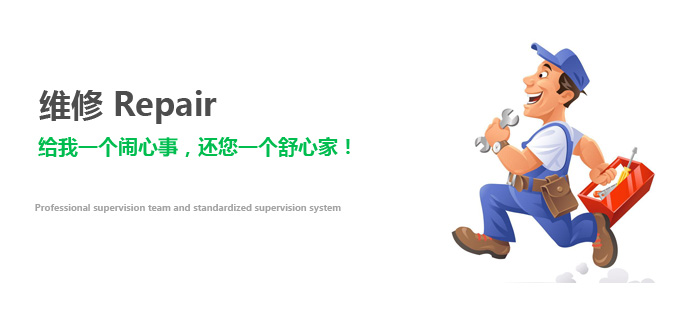 维修 Repair
给我一个闹心事，还您一个舒心家！
Professional supervision team and standardized supervision system